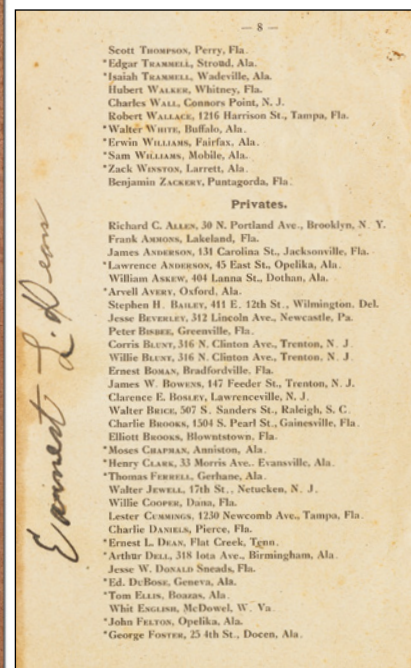 — 8 —
Scott Thompson, Perry, Fla.
*Edgar Trammell, Stroud, Ala.
*Isaiah Trammell, Wadeville, Ala.
Hubert Walker, Whitney, Fla.
Charles Wall, Connors Point, N. J.
Robert Wallace, 1216 Harrison St., Tampa, Fla.
*Walter White, Buffalo, Ala.
*Erwin Williams, Fairfax, Ala.
*Sam Williams, Mobile, Ala.
*Zack Winston, Larrett, Ala.
Benjamin Zackery, Puntagorda, Fla.
Privates.
Richard C. Allen, 30 N. Portland Ave., Brooklyn, N. Y.
Frank Ammons, Lakeland, Fla.
James Anderson, 131 Carolina St., Jacksonville, Fla.
*Lawrence Anderson, 45 East St., Opelika, Ala.
William Askew, 404 Lanna St., Dothan, Ala.
*Arvell Avery, Oxford, Ala.
Stephen H. Bailey, 411 E. 12th St., Wilmington, Del.
Jesse Beverley, 312 Lincoln Ave., Newcastle, Pa.
Peter Bisbee, Greenville, Fla.
Corris Blunt, 316 N. Clinton Ave., Trenton, N. J.
Willie Blunt, 316 N. Clinton Ave., Trenton, N. J.
Ernest Boman, Bradfordville, Fla.
James W. Bowens, 147 Feeder St., Trenton, N. J.
Clarence E. Bosley, Lawrenceville, N. J.
Walter Brice, 507 S. Sanders St., Raleigh, S. C.
Charlie Brooks, 1504 S. Pearl St., Gainesville, Fla.
Elliott Brooks, Blowntstown, Fla.
*Moses Chapman, Anniston, Ala.
*Henry Clark, 33 Morris Ave., Evansville, Ala.
*Thomas Ferrell, Gerhane, Ala.
Walter Jewell, 17th St., Netucken, N. J.
Willie Cooper, Dana, Fla.
Lester Cummings, 1230 Newcomb Ave., Tampa, Fla.
Charlie Daniels, Pierce, Fla.
*Ernest L. Dean, Flat Creek, Tenn.
*Arthur Dell, 318 Iota Ave., Birmingham, Ala.
Jesse W. Donald Sneads, Fla.
*Ed. DuBose, Geneva, Ala.
*Tom Ellis, Boazas, Ala.
Whit English, McDowel, W. Va.
*John Felton, Opelika, Ala.
*George Foster, 25 4th St., Docen, Ala.
Earnest L. Dean